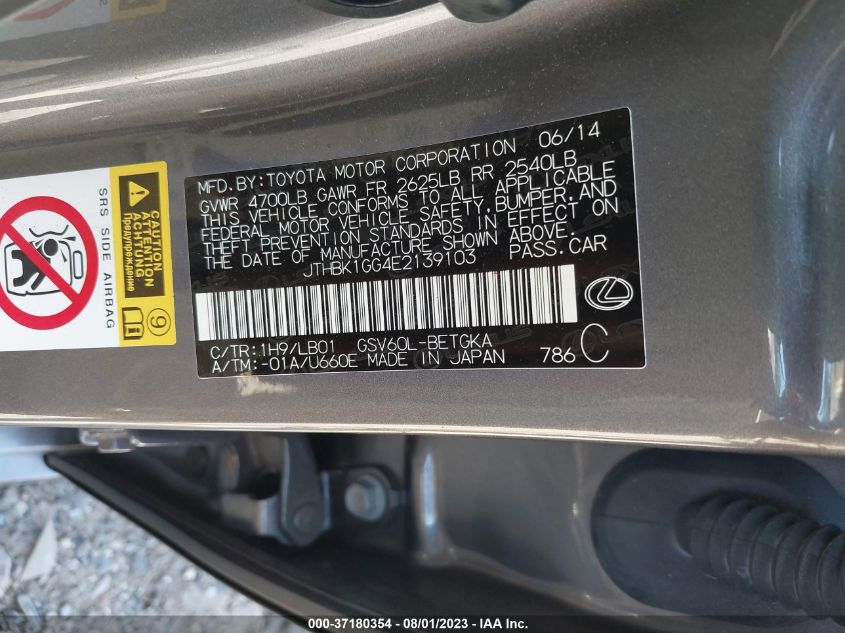 SRS SIDE AIRBAG
CAUTION
ATTENTION
ACHTUNG
Предупреждение
9
MFD.BY:TOYOTA MOTOR CORPORATION 06/14
GVWR 4700LB GAWR FR 2625LB RR 2540LB
THIS VEHICLE CONFORMS TO ALL APPLICABLE
FEDERAL MOTOR VEHICLE SAFETY,BUMPER,AND
THEFT PREVENTION STANDARDS IN EFFECT ON
THE DATE OF MANUFACTURE SHOWN ABOVE.
JTHBK1GG4E2139103 PASS.CAR
C/TR:1H9/LB01 GSV60L-BETGKA
A/TM:-01A/U660E MADE IN JAPAN 786 C
000-37180354 - 08/01/2023 - © IAA Inc.